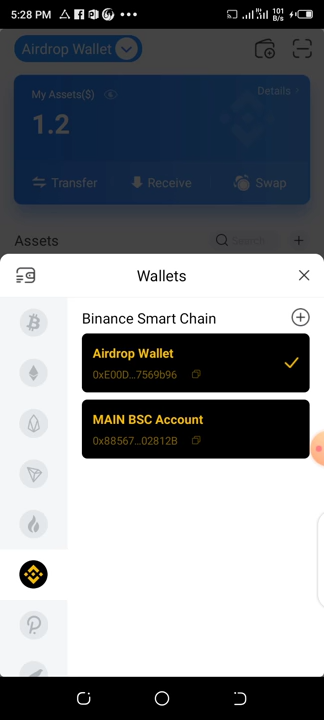 5:28 PM
101
B/s
Airdrop Wallet
My Assets($)
Details
1.2
Transfer
Receive
Swap
Assets
Search
Wallets
Binance Smart Chain
Airdrop Wallet
0xE00D...7569b96
MAIN BSC Account
0x88567...02812B